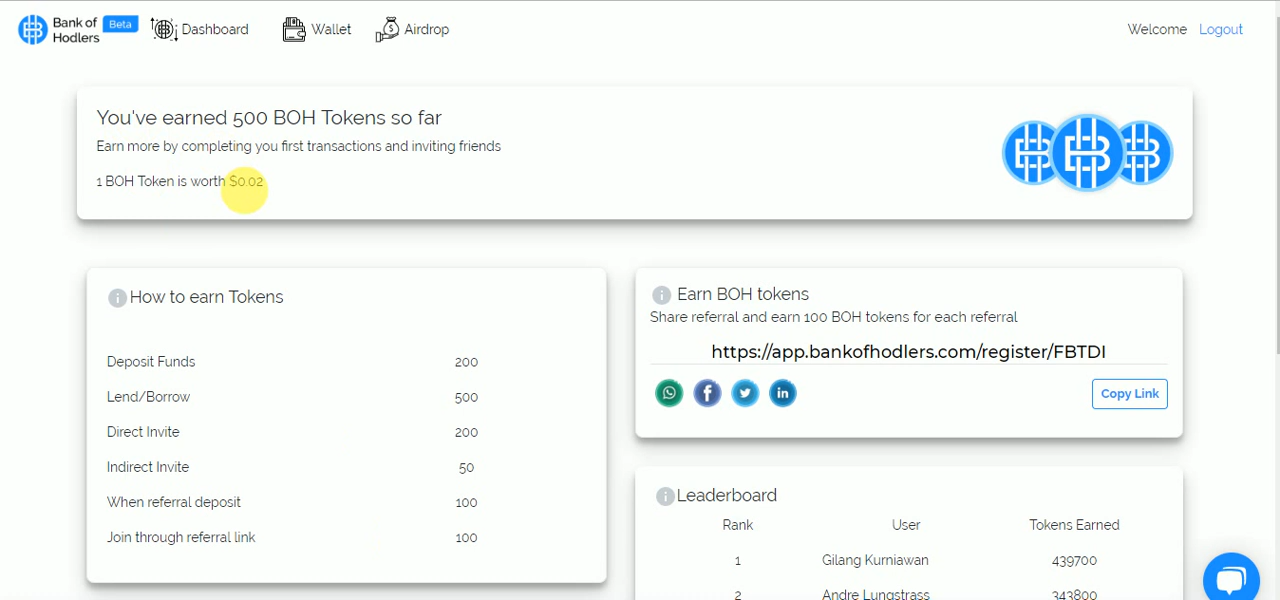 Bank of Hodlers Beta
Dashboard
Wallet
Airdrop
Welcome
Logout
You've earned 500 BOH Tokens so far
Earn more by completing you first transactions and inviting friends
1 BOH Token is worth $0.02
How to earn Tokens
Deposit Funds 200
Lend/Borrow 500
Direct Invite 200
Indirect Invite 50
When referral deposit 100
Join through referral link 100
Earn BOH tokens
Share referral and earn 100 BOH tokens for each referral
https://app.bankofhodlers.com/register/FBTDI
Copy Link
Leaderboard
Rank User Tokens Earned
1 Gilang Kurniawan 439700
2 Andre Lungstrass 343800